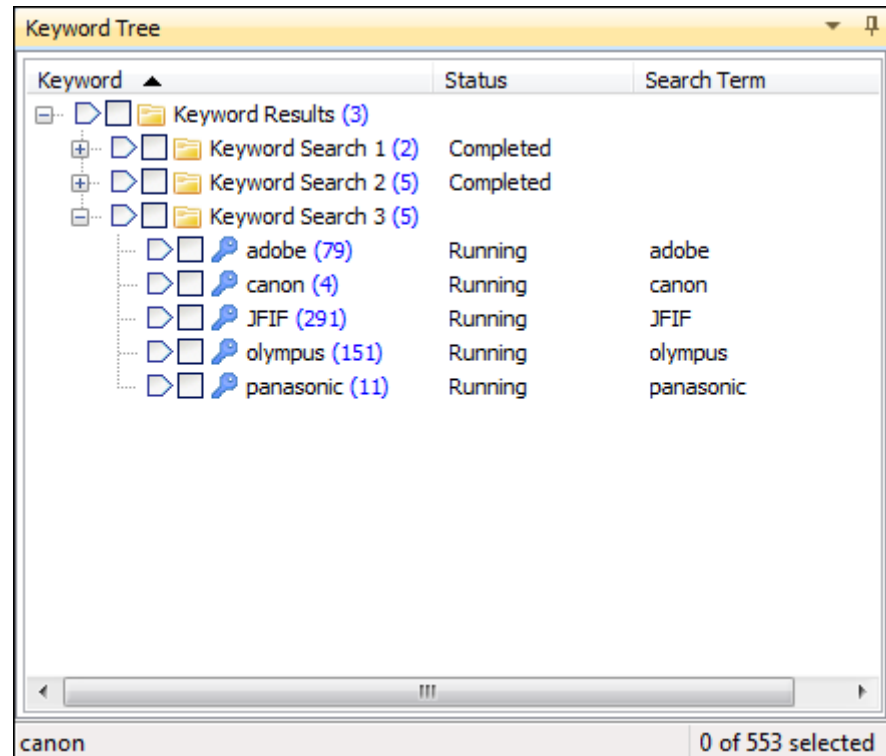 Keyword Tree
Keyword Status Search Term
Keyword Results (3)
Keyword Search 1 (2) Completed
Keyword Search 2 (5) Completed
Keyword Search 3 (5)
adobe (79) Running adobe
canon (4) Running canon
JFIF (291) Running JFIF
olympus (151) Running olympus
panasonic (11) Running panasonic
canon 0 of 553 selected